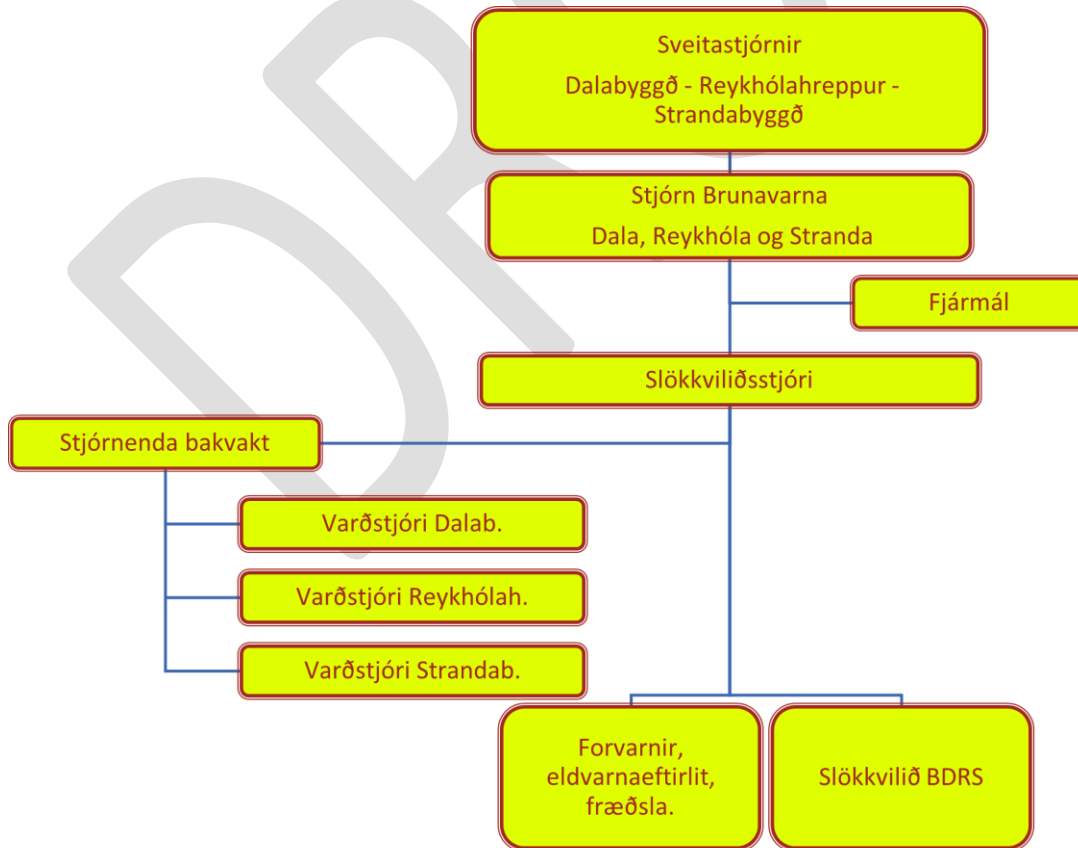 Sveitastjórnir
Dalabyggð - Reykhólahreppur -
Strandabyggð
Stjórn Brunavarna
Dala, Reykhóla og Stranda
Fjármál
Slökkviliðsstjóri
Stjórnenda bakvakt
Varðstjóri Dalab.
Varðstjóri Reykhólah.
Varðstjóri Strandab.
Forvarnir,
eldvarnaeftirlit,
fræðsla.
Slökkvilið BDRS